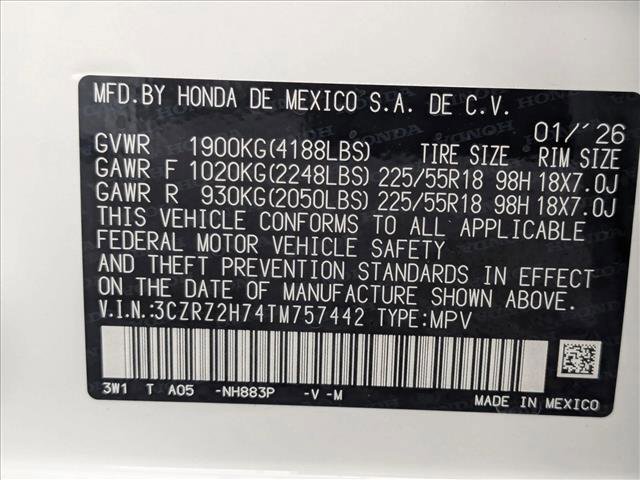 MFD.BY HONDA DE MEXICO S.A. DE C.V.
01/'26
GVWR 1900KG(4188LBS) TIRE SIZE RIM SIZE
GAWR F 1020KG(2248LBS) 225/55R18 98H 18X7.0J
GAWR R 930KG(2050LBS) 225/55R18 98H 18X7.0J
THIS VEHICLE CONFORMS TO ALL APPLICABLE
FEDERAL MOTOR VEHICLE SAFETY
AND THEFT PREVENTION STANDARDS IN EFFECT
ON THE DATE OF MANUFACTURE SHOWN ABOVE.
V.I.N.:3CZRZ2H74TM757442 TYPE:MPV
3W1 T A05 -NH883P -V -M
MADE IN MEXICO